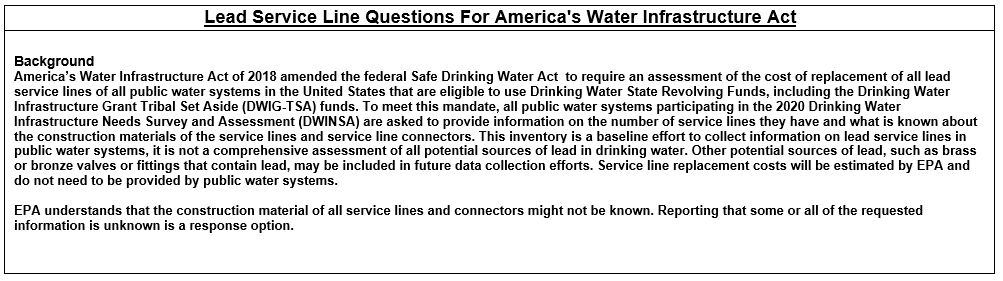 Lead Service Line Questions For America's Water Infrastructure Act
Background
America's Water Infrastructure Act of 2018 amended the federal Safe Drinking Water Act  to require an assessment of the cost of replacement of all lead
service lines of all public water systems in the United States that are eligible to use Drinking Water State Revolving Funds, including the Drinking Water
Infrastructure Grant Tribal Set Aside (DWIG-TSA) funds. To meet this mandate, all public water systems participating in the 2020 Drinking Water
Infrastructure Needs Survey and Assessment (DWINSA) are asked to provide information on the number of service lines they have and what is known about
the construction materials of the service lines and service line connectors. This inventory is a baseline effort to collect information on lead service lines in
public water systems, it is not a comprehensive assessment of all potential sources of lead in drinking water. Other potential sources of lead, such as brass
or bronze valves or fittings that contain lead, may be included in future data collection efforts. Service line replacement costs will be estimated by EPA and
do not need to be provided by public water systems.
EPA understands that the construction material of all service lines and connectors might not be known. Reporting that some or all of the requested
information is unknown is a response option.